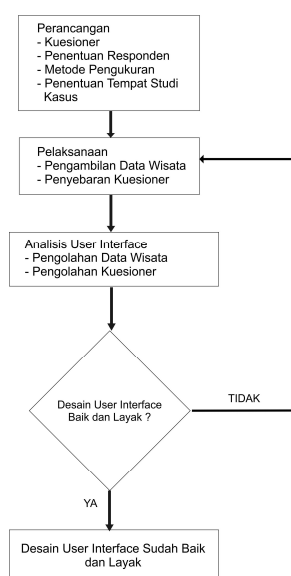 Perancangan
- Kuesioner
- Penentuan Responden
- Metode Pengukuran
- Penentuan Tempat Studi
Kasus
Pelaksanaan
- Pengambilan Data Wisata
- Penyebaran Kuesioner
Analisis User Interface
- Pengolahan Data Wisata
- Pengolahan Kuesioner
Desain User Interface
Baik dan Layak ?
TIDAK
YA
Desain User Interface Sudah Baik
dan Layak